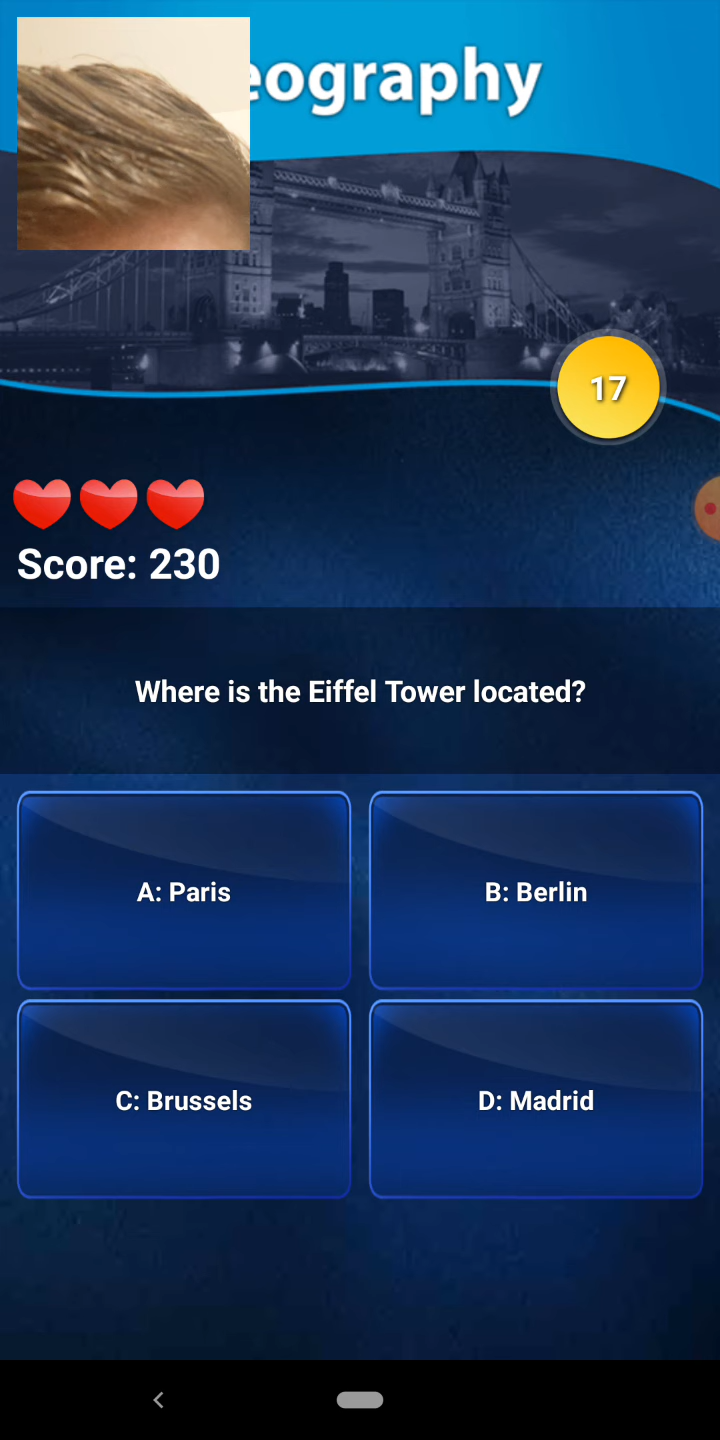 eography
17
Score: 230
Where is the Eiffel Tower located?
A: Paris
B: Berlin
C: Brussels
D: Madrid